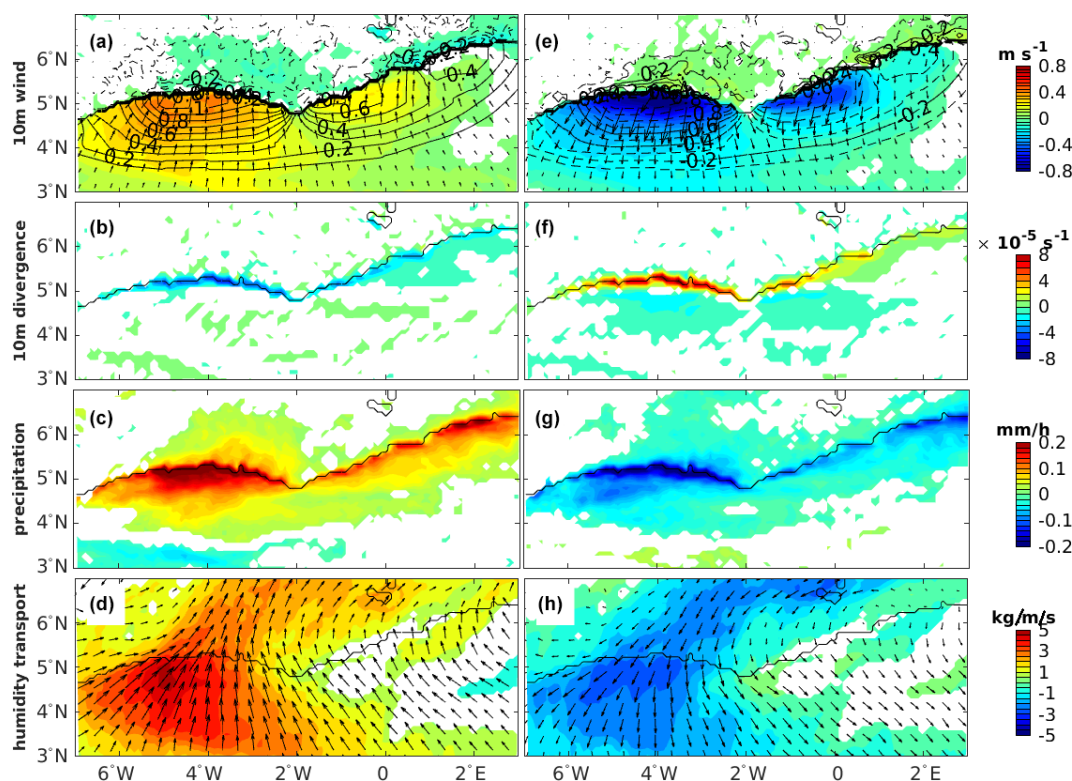 (a)
(e)
10m wind
6°N
5°N
4°N
3°N
0.2
0.4
0.6
0.8
1
0.2
0.4
0.6
0.4
0.2
0.2
0.4
0.2
0.2
0.2
m s⁻¹
0.8
0.4
0
-0.4
-0.8
(b)
(f)
10m divergence
6°N
5°N
4°N
3°N
× 10⁻⁵ s⁻¹
8
4
0
-4
-8
(c)
(g)
precipitation
6°N
5°N
4°N
3°N
mm/h
0.2
0.1
0
-0.1
-0.2
(d)
(h)
humidity transport
6°N
5°N
4°N
3°N
kg/m/s
5
3
1
-1
-3
-5
6°W 4°W 2°W 0 2°E
6°W 4°W 2°W 0 2°E